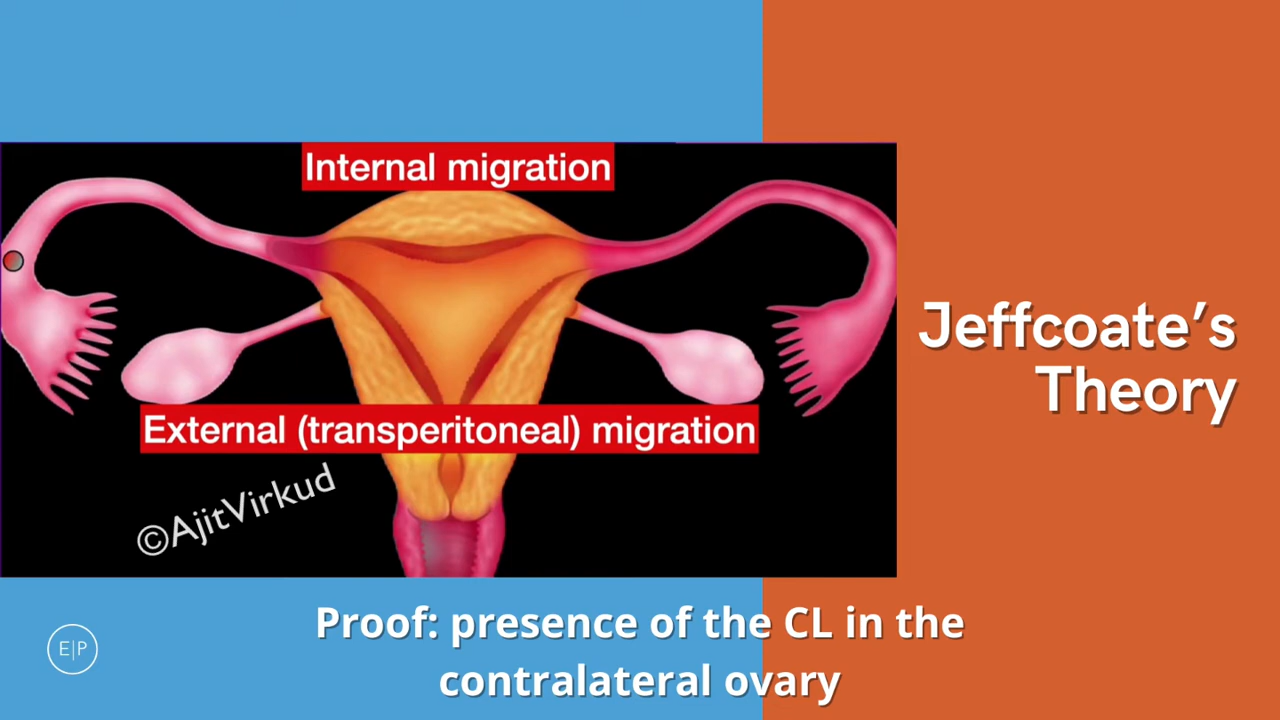 Internal migration
Jeffcoate’s
Theory
External (transperitoneal) migration
©AjitVirkud
Proof: presence of the CL in the
contralateral ovary
E|P